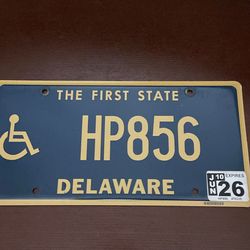 THE FIRST STATE
HP856
JUN 10 EXPIRES
26
DELAWARE